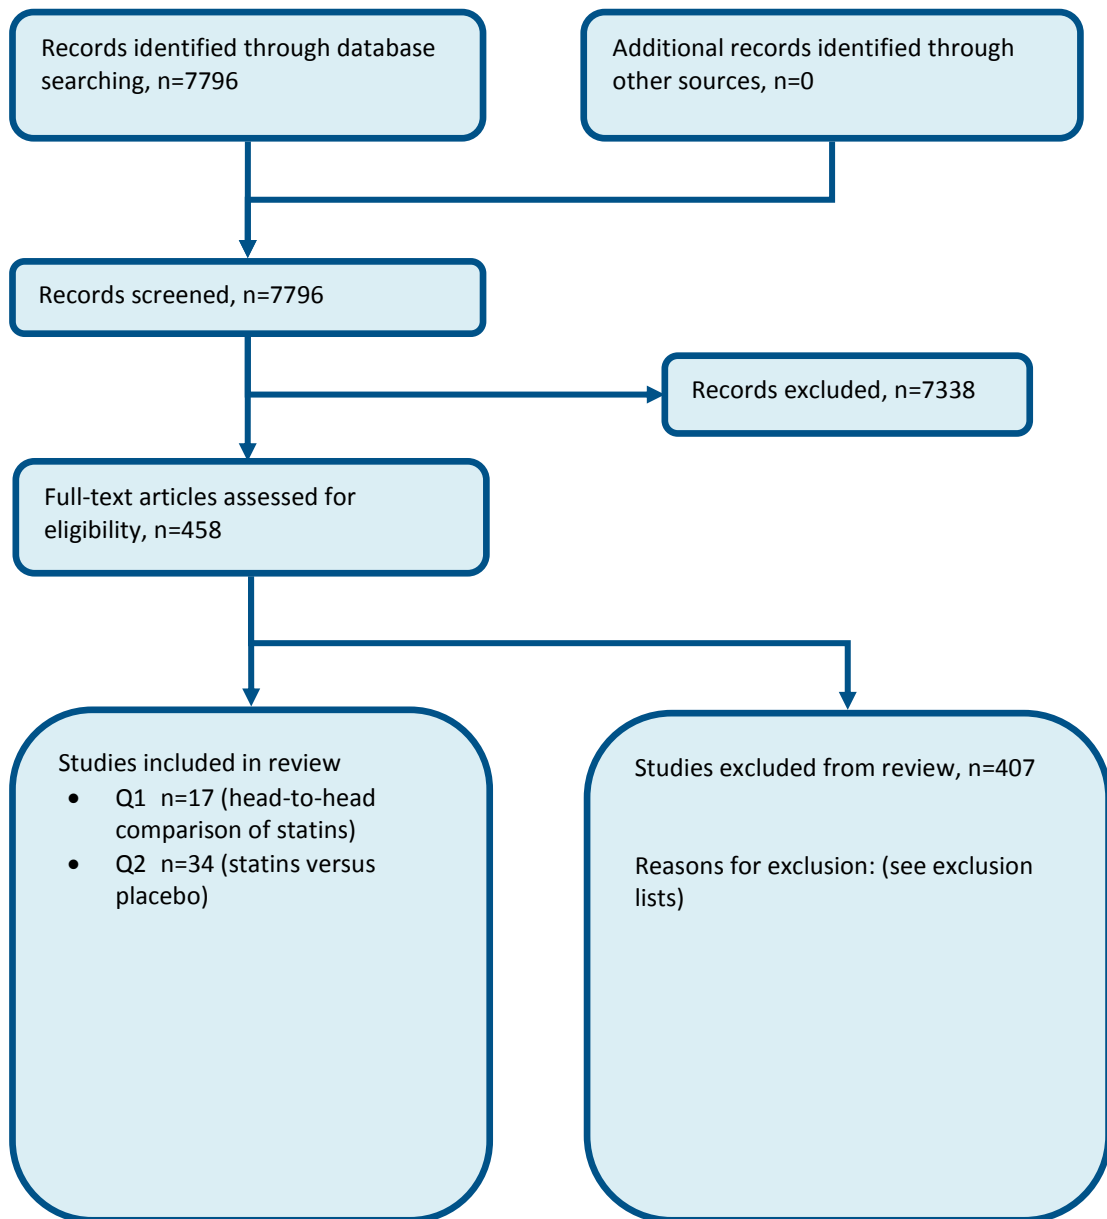 Records identified through database
searching, n=7796
Additional records identified through
other sources, n=0
Records screened, n=7796
Records excluded, n=7338
Full-text articles assessed for
eligibility, n=458
Studies included in review
• Q1 n=17 (head-to-head
comparison of statins)
• Q2 n=34 (statins versus
placebo)
Studies excluded from review, n=407
Reasons for exclusion: (see exclusion
lists)